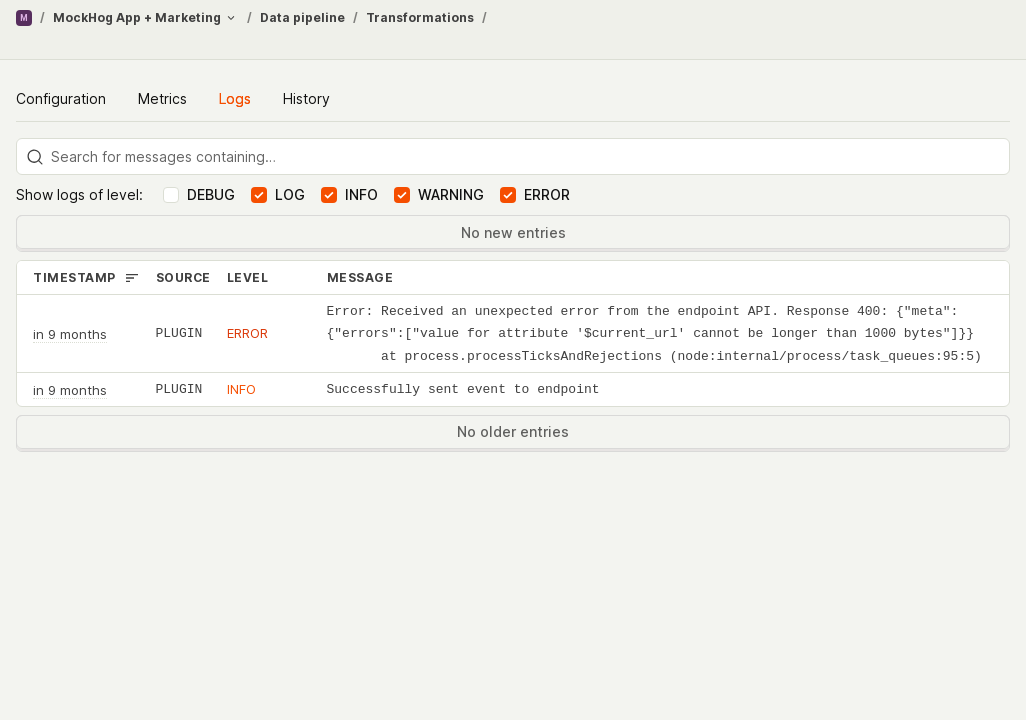 M / MockHog App + Marketing / Data pipeline / Transformations /
Configuration Metrics Logs History
Search for messages containing…
Show logs of level: DEBUG LOG INFO WARNING ERROR
No new entries
TIMESTAMP SOURCE LEVEL MESSAGE
in 9 months PLUGIN ERROR Error: Received an unexpected error from the endpoint API. Response 400: {"meta":
{"errors":["value for attribute '$current_url' cannot be longer than 1000 bytes"]}}
at process.processTicksAndRejections (node:internal/process/task_queues:95:5)
in 9 months PLUGIN INFO Successfully sent event to endpoint
No older entries